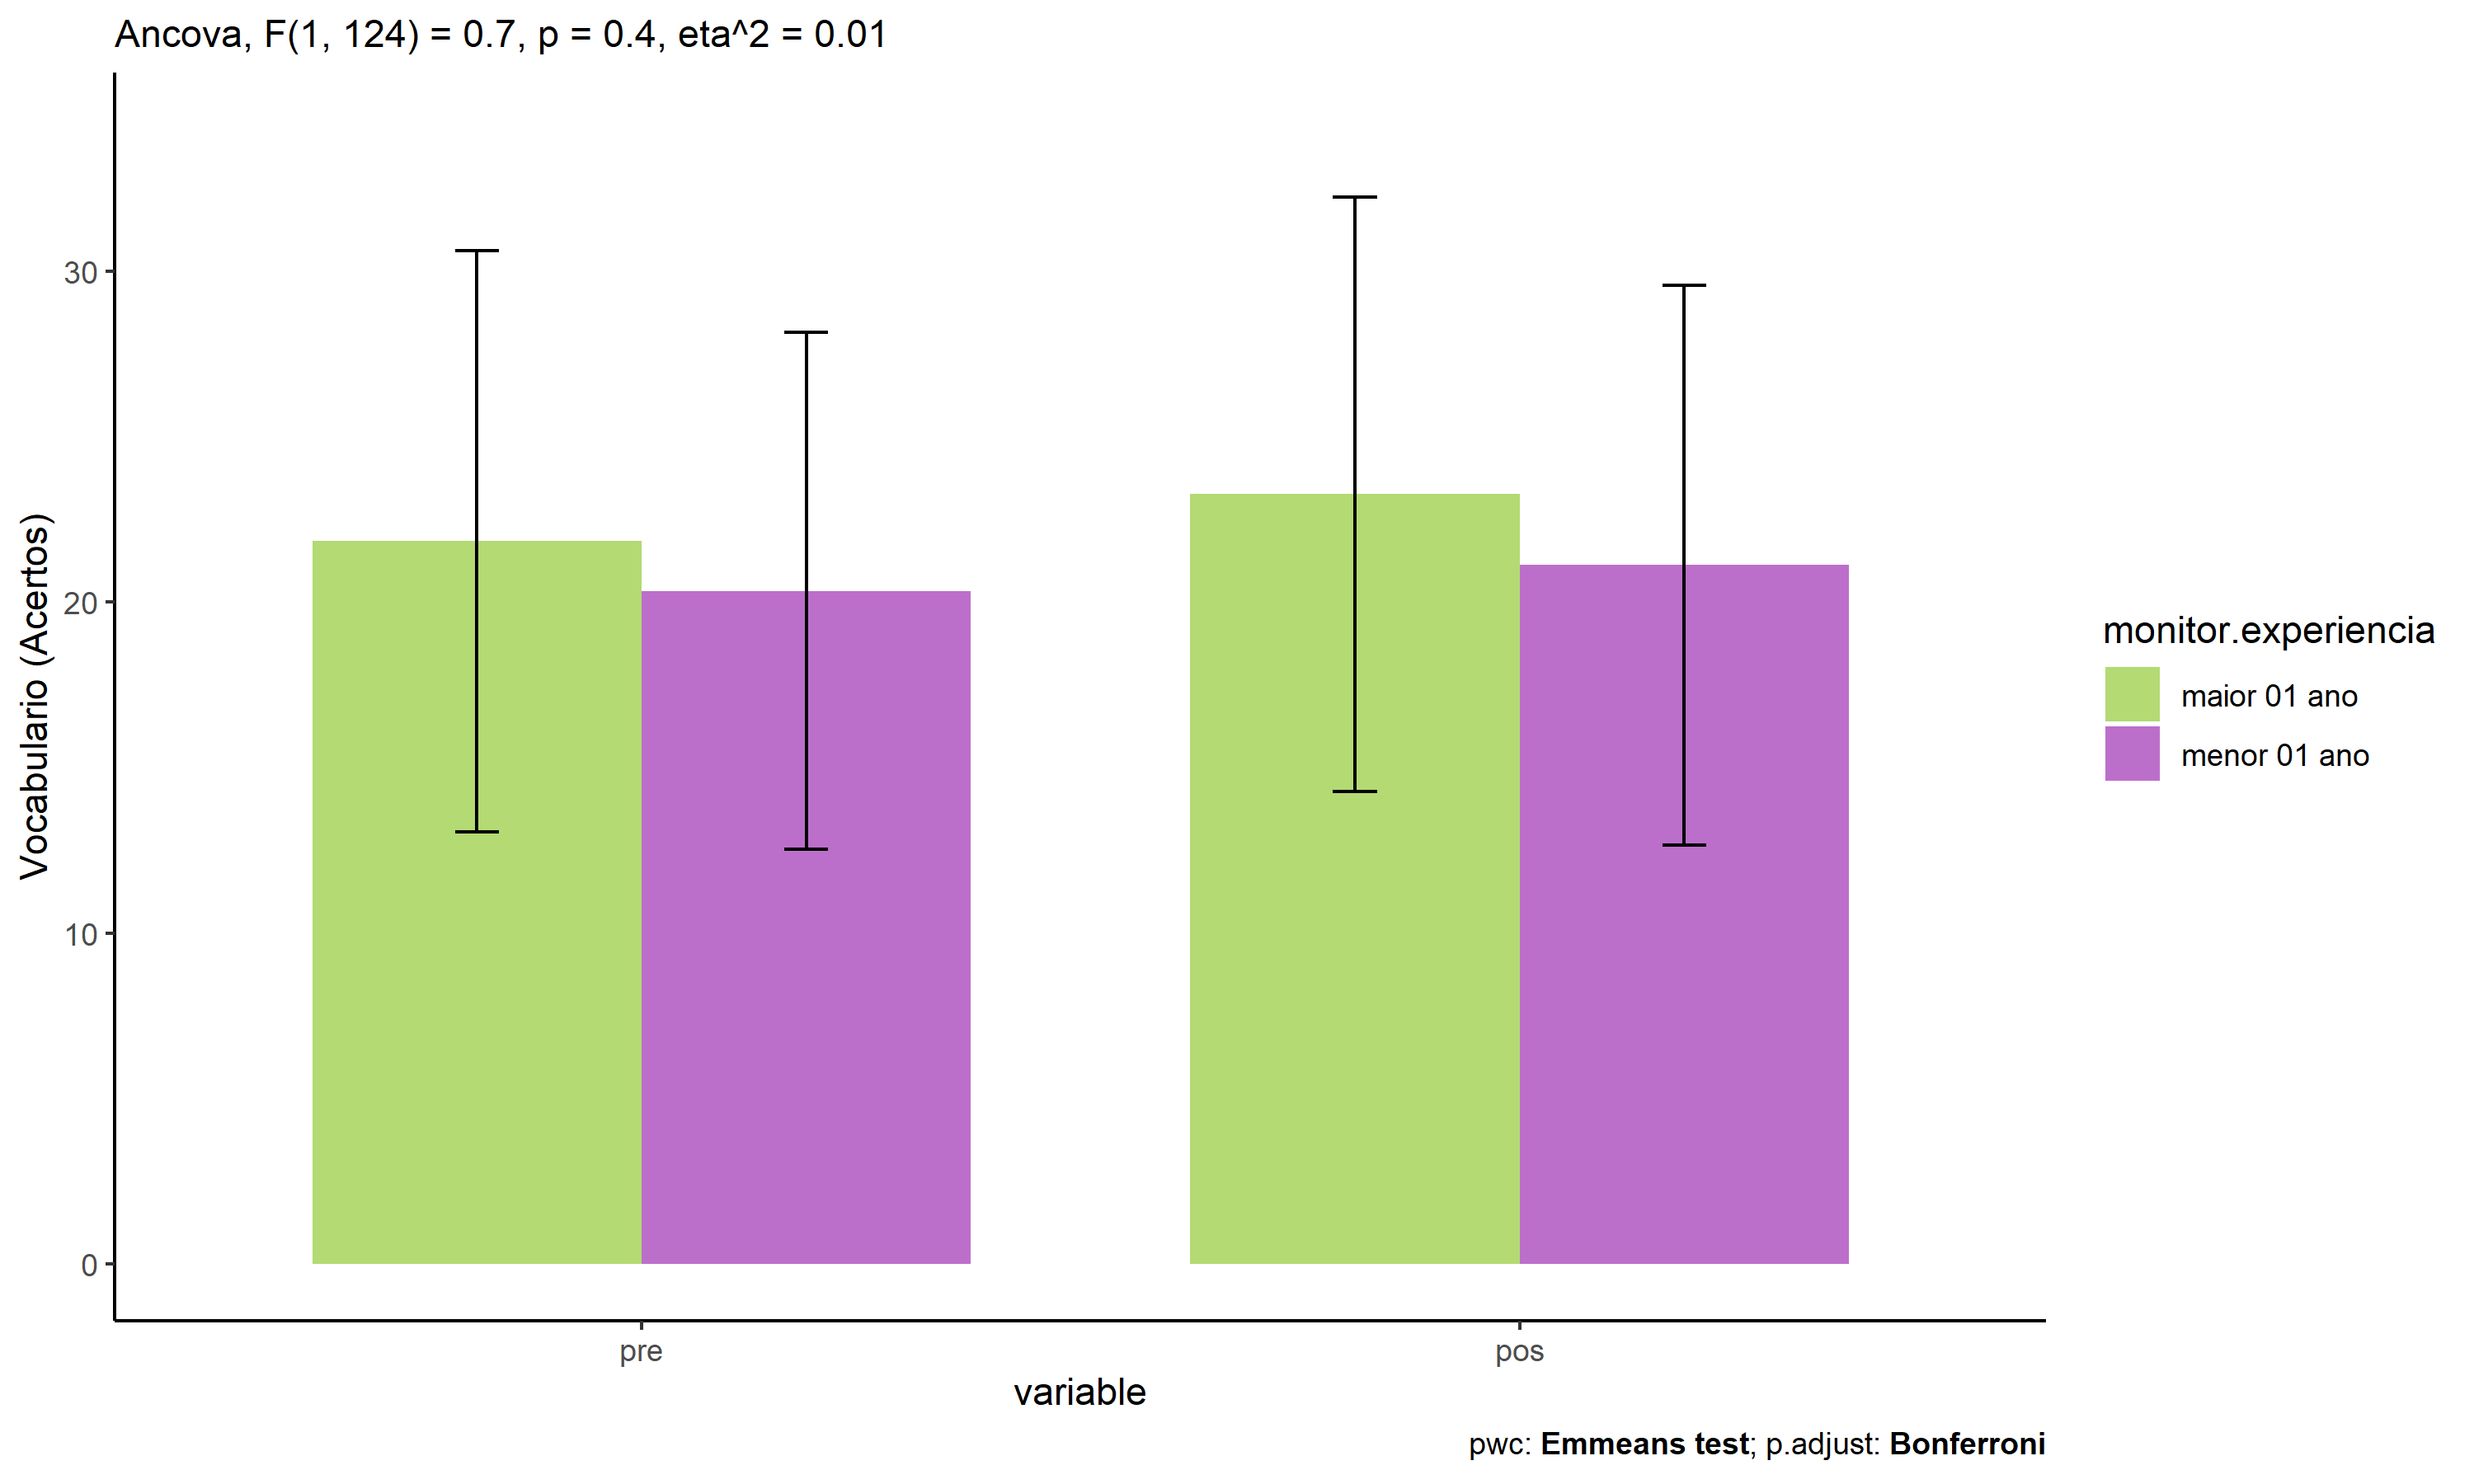 Ancova, F(1, 124) = 0.7, p = 0.4, eta^2 = 0.01
Vocabulario (Acertos)
30
20
10
0
pre
pos
variable
monitor.experiencia
maior 01 ano
menor 01 ano
pwc: Emmeans test; p.adjust: Bonferroni